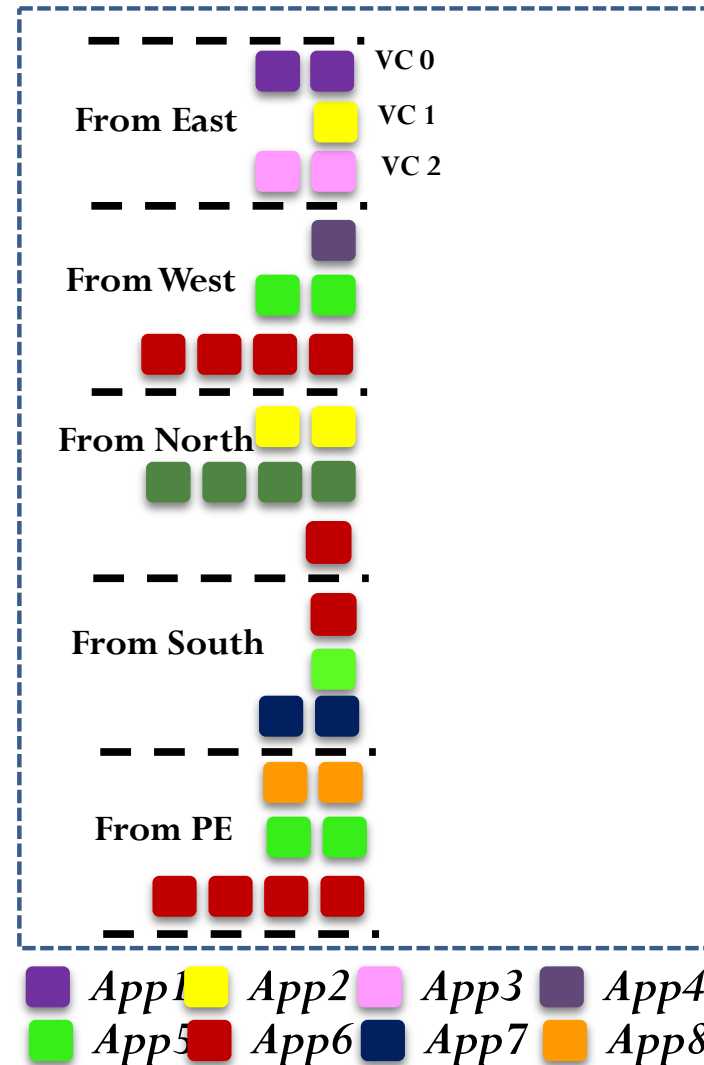 VC 0
From East
VC 1
VC 2
From West
From North
From South
From PE
App1 App2 App3 App4
App5 App6 App7 App8